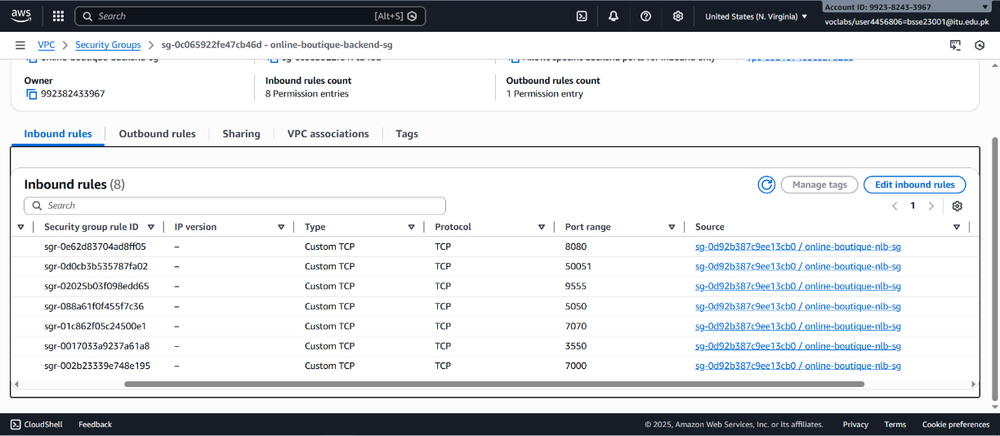 aws
Search [Alt+S]
United States (N. Virginia)
Account ID: 9923-8243-3967
voclabs/user4456806=bsse23001@itu.edu.pk
VPC > Security Groups > sg-0c065922fe47cb46d - online-boutique-backend-sg
Owner
992382433967
Inbound rules count
8 Permission entries
Outbound rules count
1 Permission entry
Inbound rules Outbound rules Sharing VPC associations Tags
Inbound rules (8)
Manage tags Edit inbound rules
Search
1
Security group rule ID IP version Type Protocol Port range Source
sgr-0e62d83704ad8ff05 – Custom TCP TCP 8080 sg-0d92b387c9ee13cb0 / online-boutique-nlb-sg
sgr-0d0cb3b535787fa02 – Custom TCP TCP 50051 sg-0d92b387c9ee13cb0 / online-boutique-nlb-sg
sgr-02025b03f098edd65 – Custom TCP TCP 9555 sg-0d92b387c9ee13cb0 / online-boutique-nlb-sg
sgr-088a61f0f455f7c36 – Custom TCP TCP 5050 sg-0d92b387c9ee13cb0 / online-boutique-nlb-sg
sgr-01c862f05c24500e1 – Custom TCP TCP 7070 sg-0d92b387c9ee13cb0 / online-boutique-nlb-sg
sgr-0017033a9237a61a8 – Custom TCP TCP 3550 sg-0d92b387c9ee13cb0 / online-boutique-nlb-sg
sgr-002b23339e748e195 – Custom TCP TCP 7000 sg-0d92b387c9ee13cb0 / online-boutique-nlb-sg
CloudShell Feedback © 2025, Amazon Web Services, Inc. or its affiliates. Privacy Terms Cookie preferences